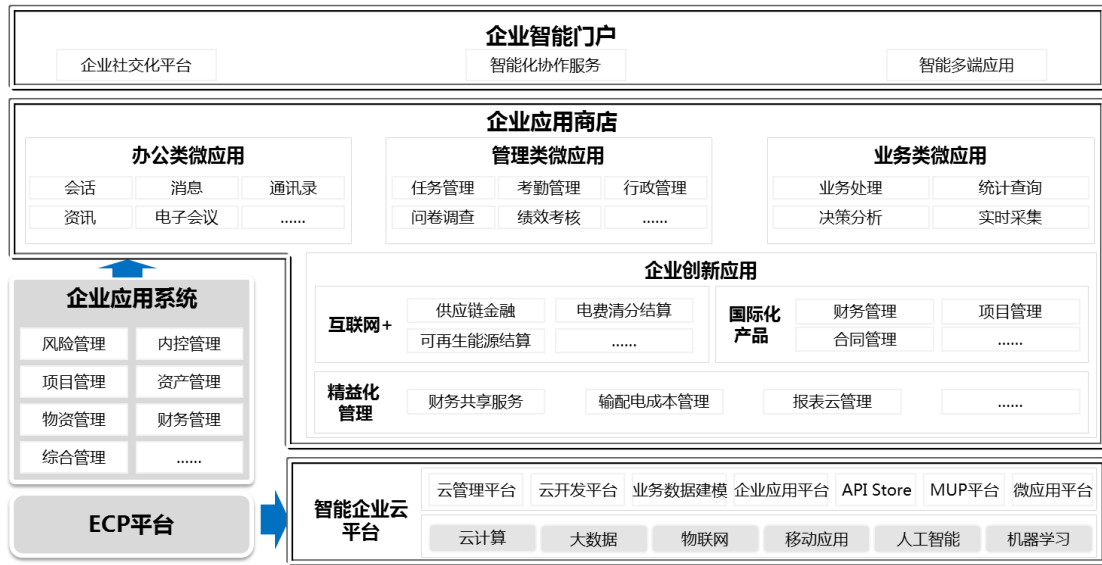 企业智能门户
企业社交化平台 智能化协作服务 智能多端应用
企业应用商店
办公类微应用 管理类微应用 业务类微应用
会话 消息 通讯录 任务管理 考勤管理 行政管理 业务处理 统计查询
资讯 电子会议 ...... 问卷调查 绩效考核 ...... 决策分析 实时采集
企业创新应用
互联网+
供应链金融 电费清分结算
可再生能源结算 ......
国际化
产品
财务管理 项目管理
合同管理 ......
精益化
管理
财务共享服务 输配电成本管理 报表云管理 ......
企业应用系统
风险管理 内控管理
项目管理 资产管理
物资管理 财务管理
综合管理 ......
ECP平台
智能企业云
平台
云管理平台 云开发平台 业务数据建模 企业应用平台 API Store MUP平台 微应用平台
云计算 大数据 物联网 移动应用 人工智能 机器学习